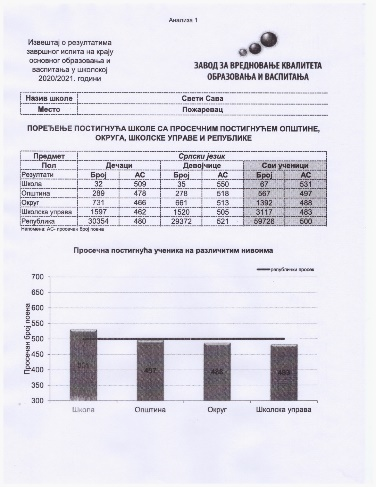 Анализа 1
Извештај о резултатима
завршног испита на крају
основног образовања и
васпитања у школској
2020/2021. години
ЗАВОД ЗА ВРЕДНОВАЊЕ КВАЛИТЕТА
ОБРАЗОВАЊА И ВАСПИТАЊА
Назив школе Свети Сава
Место Пожаревац
ПОРЕЂЕЊЕ ПОСТИГНУЋА ШКОЛЕ СА ПРОСЕЧНИМ ПОСТИГНУЋЕМ ОПШТИНЕ,
ОКРУГА, ШКОЛСКЕ УПРАВЕ И РЕПУБЛИКЕ
Предмет Српски језик
Пол Дечаци Девојчице Сви ученици
Резултати Број АС Број АС Број АС
Школа 32 509 35 550 67 531
Општина 289 478 278 518 567 497
Округ 731 466 661 513 1392 488
Школска управа 1597 462 1520 505 3117 483
Република 30354 480 29372 521 59726 500
Напомена: АС- просечан број поена
Просечна постигнућа ученика на различитим нивоима
републички просек
Просечан број поена
700
650
600
550
500
450
400
350
300
531 497 488 483
Школа Општина Округ Школска управа